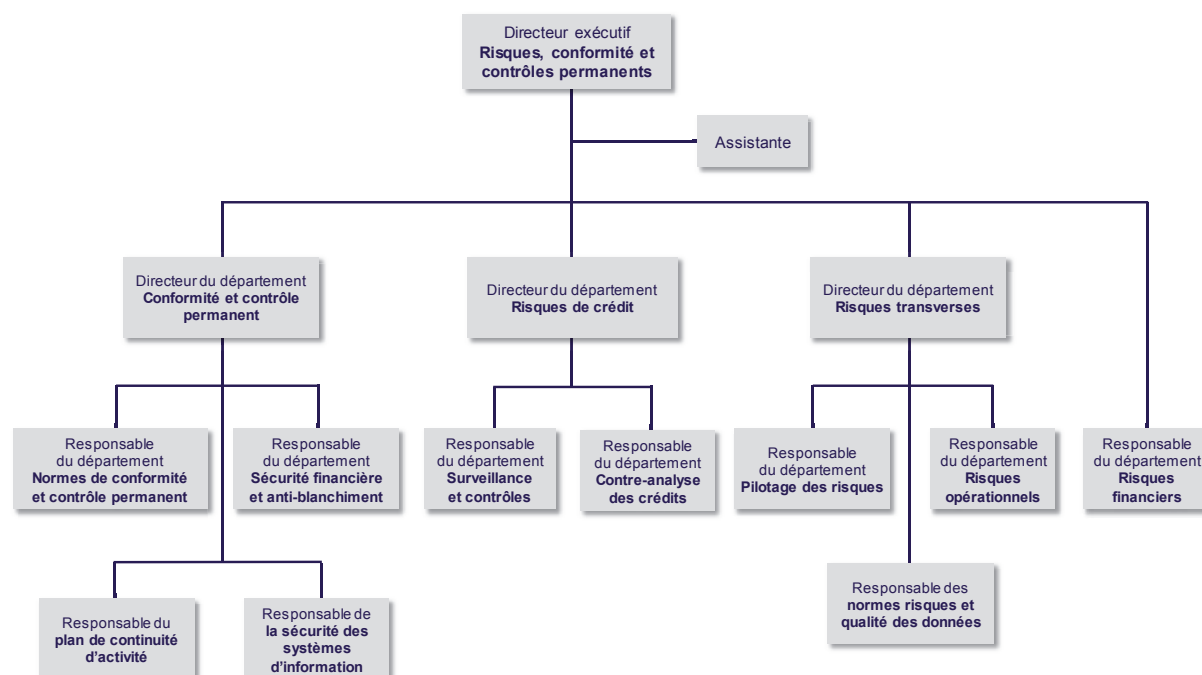 Directeur exécutif
Risques, conformité et
contrôles permanents
Assistante
Directeur du département
Conformité et contrôle
permanent
Directeur du département
Risques de crédit
Directeur du département
Risques transverses
Responsable
du département
Normes de conformité
et contrôle permanent
Responsable
du département
Sécurité financière
et anti-blanchiment
Responsable
du département
Surveillance
et contrôles
Responsable
du département
Contre-analyse
des crédits
Responsable
du département
Pilotage des risques
Responsable
du département
Risques
opérationnels
Responsable
du département
Risques
financiers
Responsable du
plan de continuité
d’activité
Responsable de
la sécurité des
systèmes
d’information
Responsable des
normes risques et
qualité des données